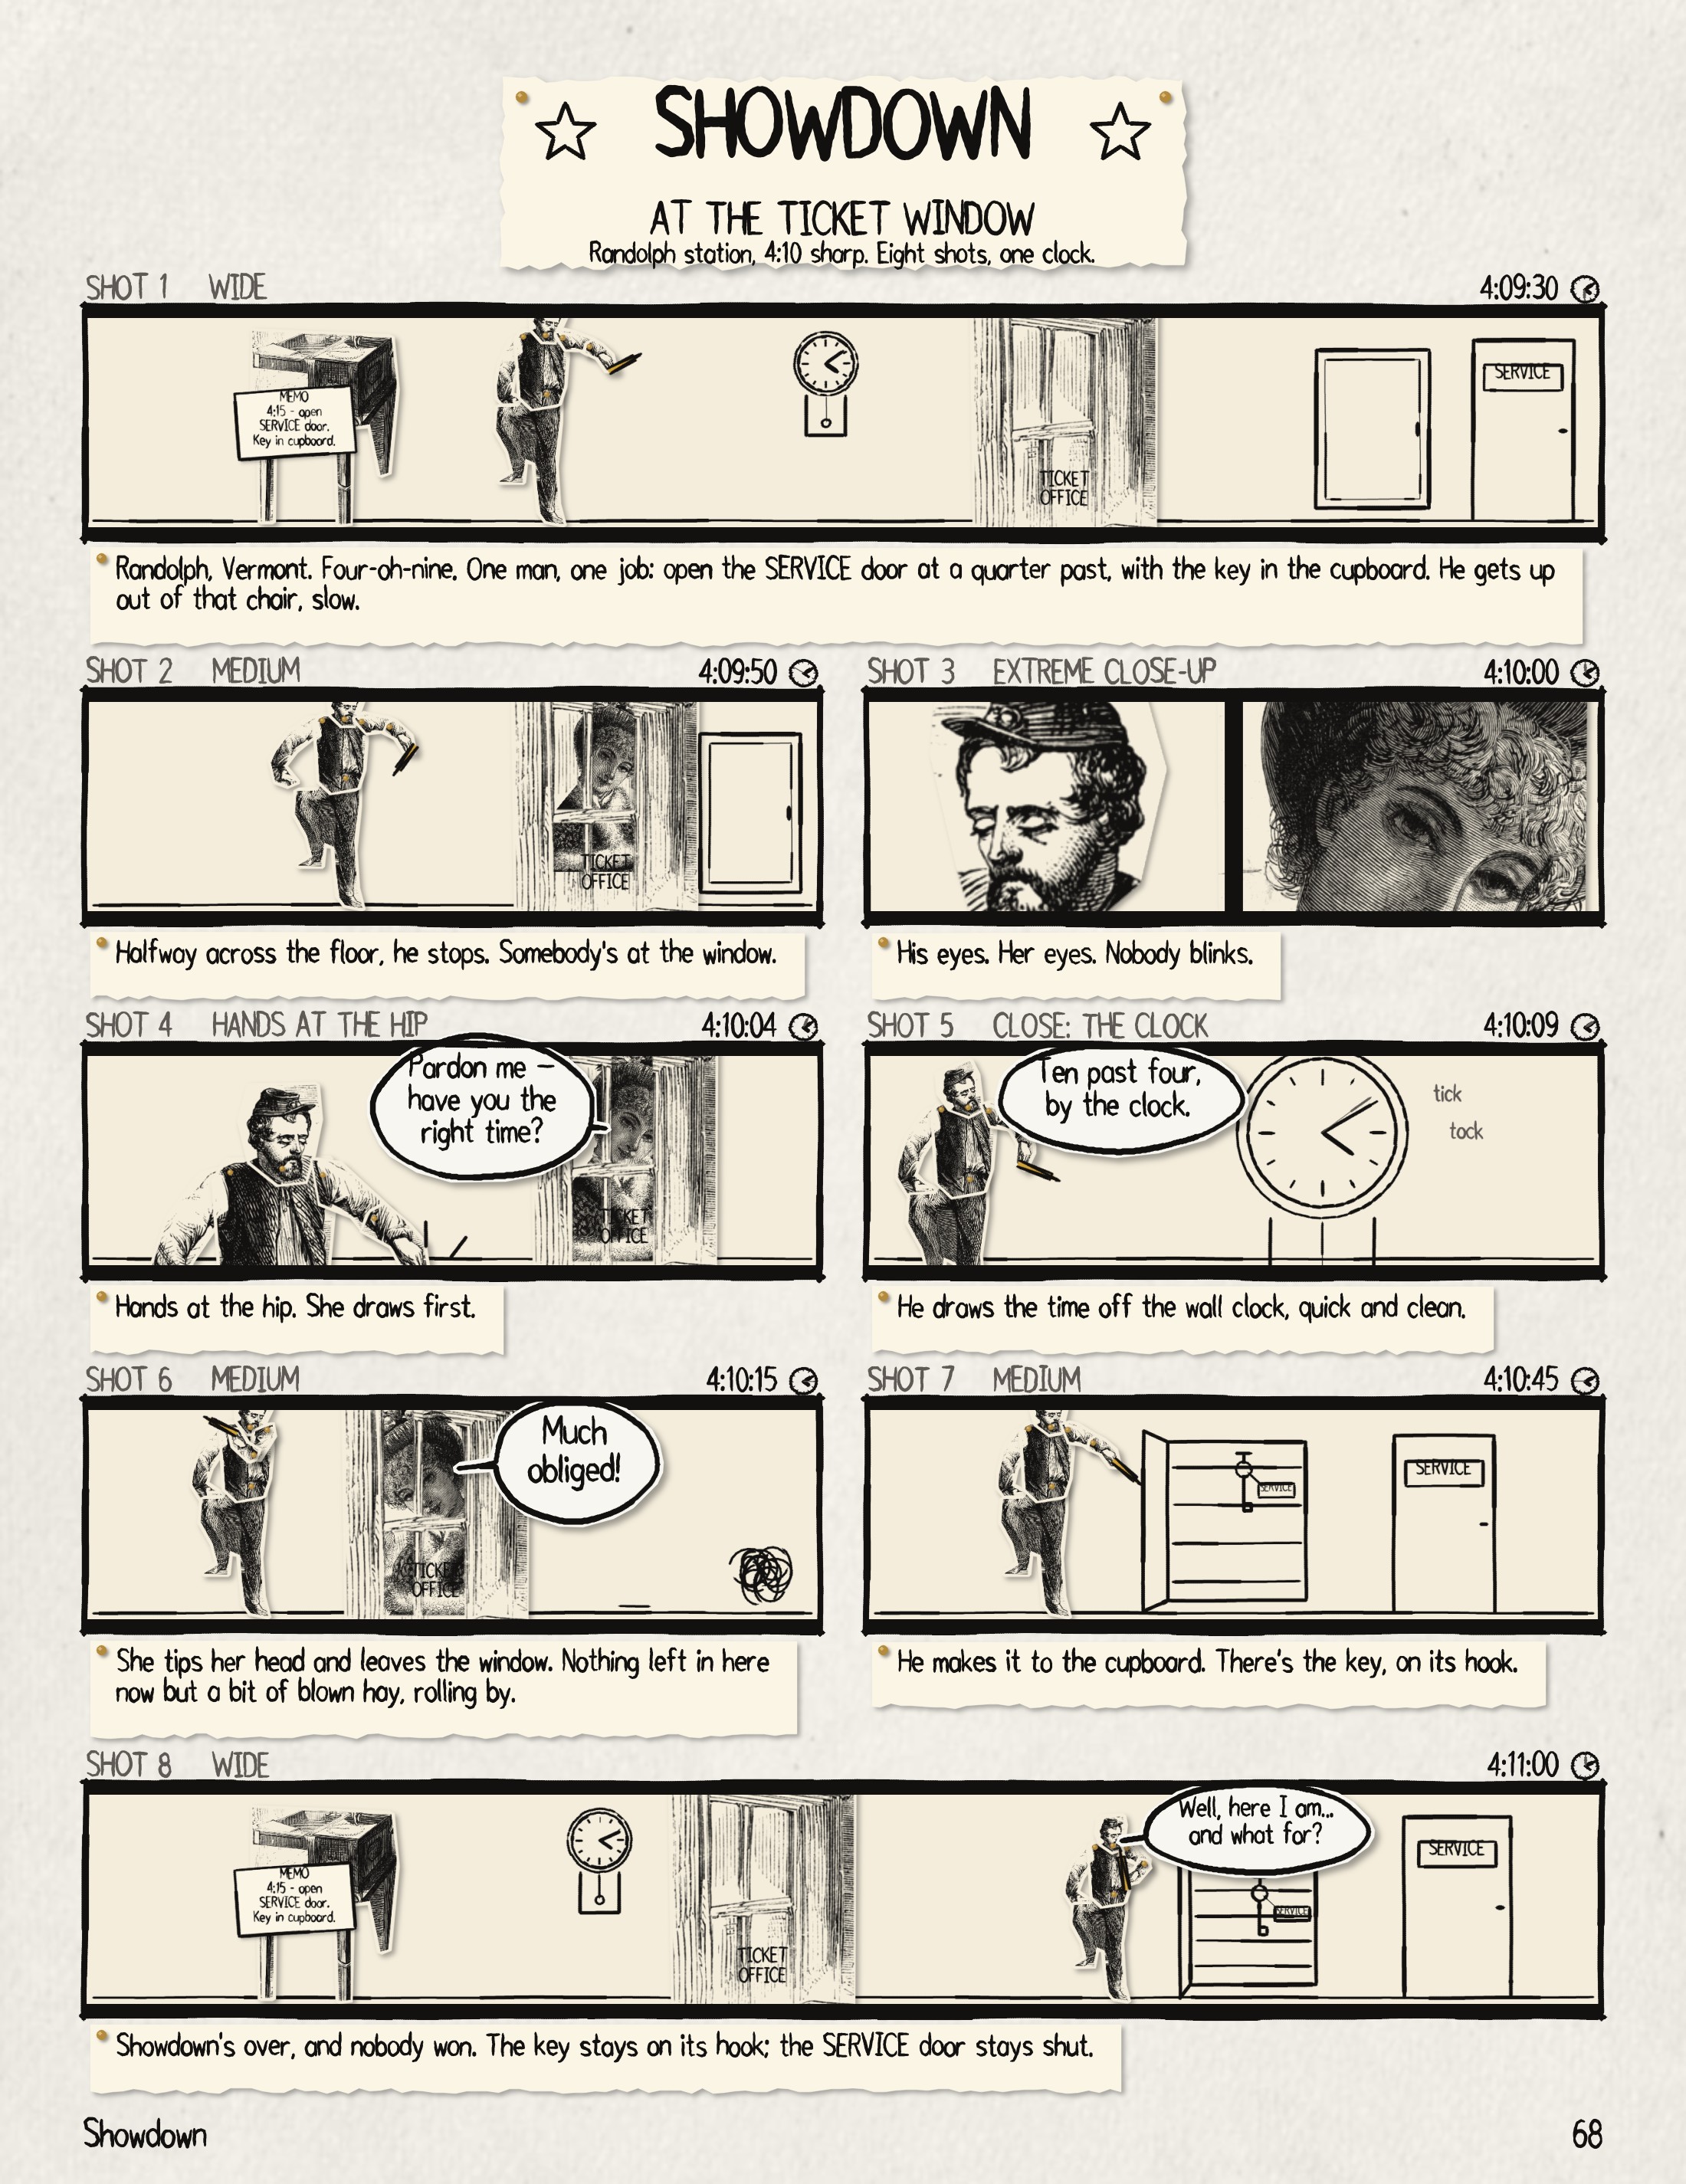 SHOWDOWN
AT THE TICKET WINDOW
Randolph station, 4:10 sharp. Eight shots, one clock.
SHOT 1 WIDE 4:09:30
MEMO
4:15 - open
SERVICE door.
Key in cupboard.
TICKET
OFFICE
SERVICE
Randolph, Vermont. Four-oh-nine. One man, one job: open the SERVICE door at a quarter past, with the key in the cupboard. He gets up
out of that chair, slow.
SHOT 2 MEDIUM 4:09:50
TICKET
OFFICE
Halfway across the floor, he stops. Somebody's at the window.
SHOT 3 EXTREME CLOSE-UP 4:10:00
His eyes. Her eyes. Nobody blinks.
SHOT 4 HANDS AT THE HIP 4:10:04
Pardon me –
have you the
right time?
TICKET
OFFICE
Hands at the hip. She draws first.
SHOT 5 CLOSE: THE CLOCK 4:10:09
Ten past four,
by the clock.
tick
tock
He draws the time off the wall clock, quick and clean.
SHOT 6 MEDIUM 4:10:15
Much
obliged!
TICKET
OFFICE
She tips her head and leaves the window. Nothing left in here
now but a bit of blown hay, rolling by.
SHOT 7 MEDIUM 4:10:45
SERVICE
SERVICE
He makes it to the cupboard. There's the key, on its hook.
SHOT 8 WIDE 4:11:00
MEMO
4:15 - open
SERVICE door.
Key in cupboard.
TICKET
OFFICE
Well, here I am...
and what for?
SERVICE
SERVICE
Showdown's over, and nobody won. The key stays on its hook; the SERVICE door stays shut.
Showdown 68